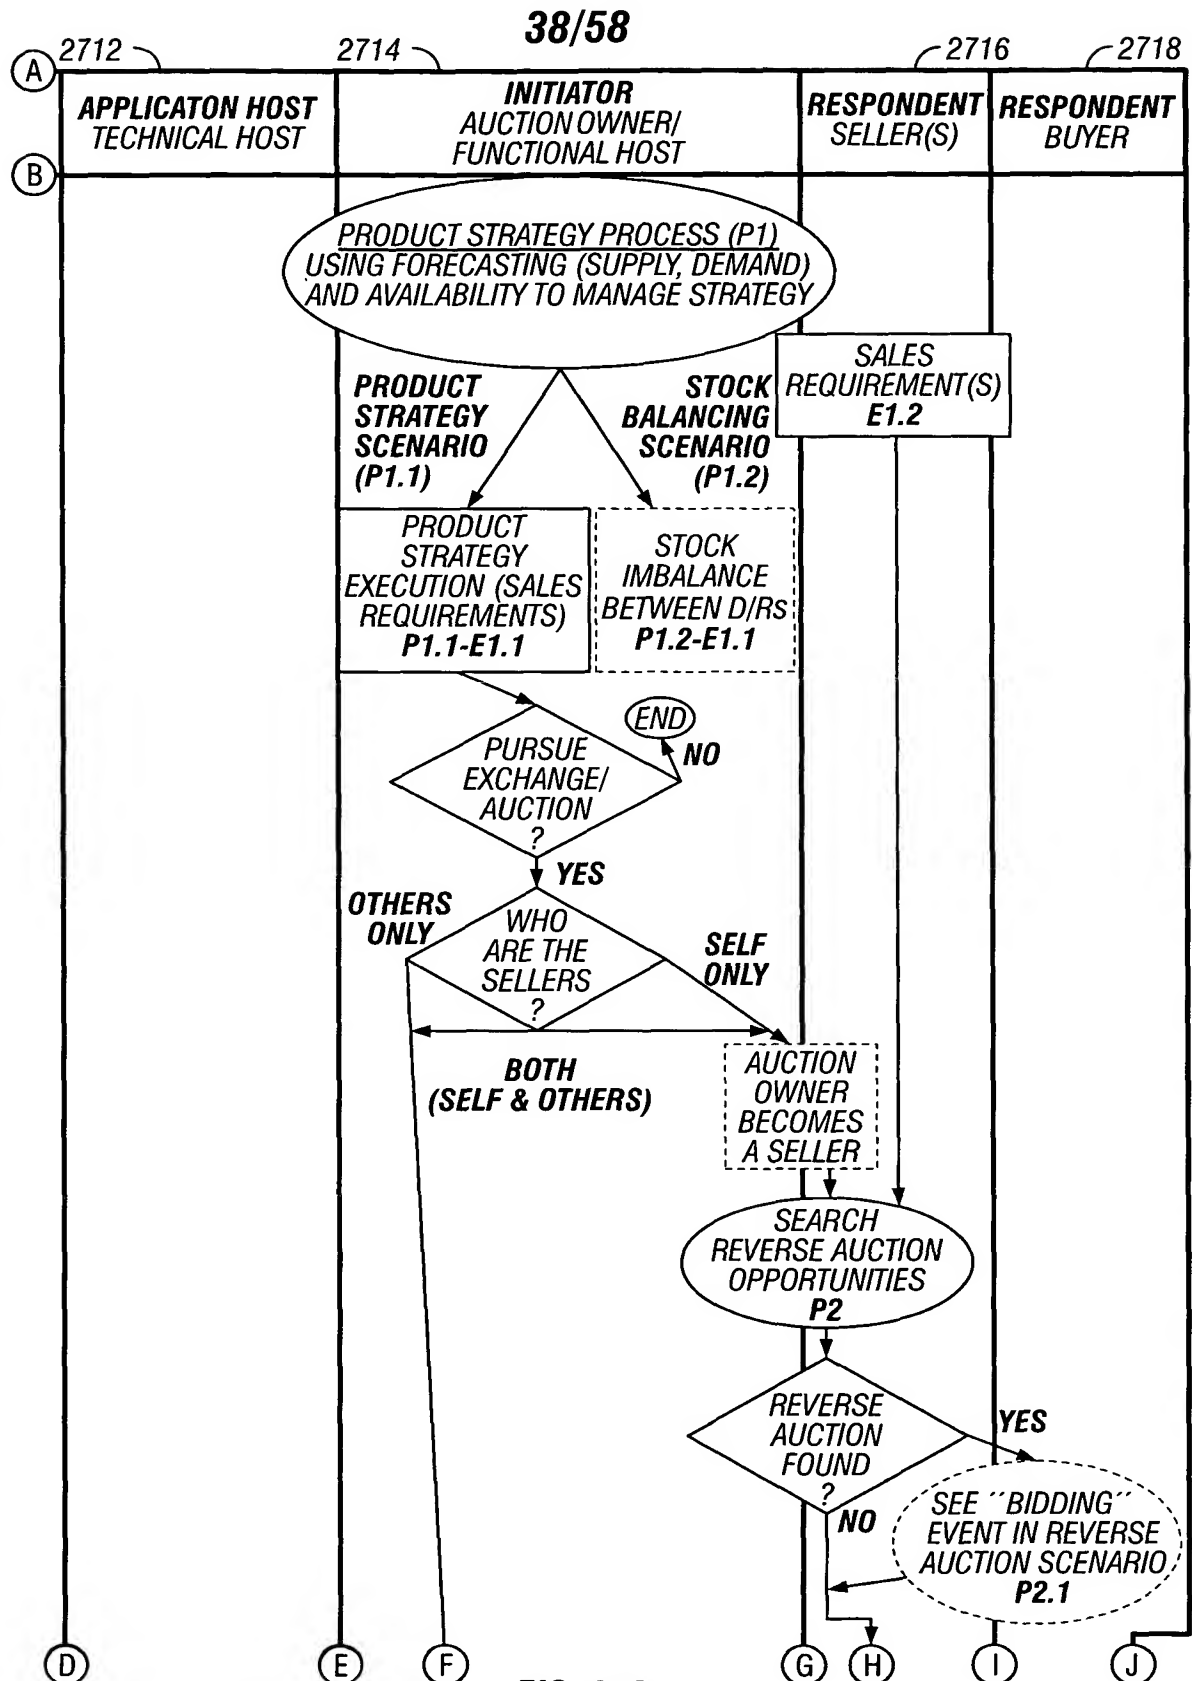 38/58
2712
2714
2716
2718
A
APPLICATON HOST
TECHNICAL HOST
INITIATOR
AUCTION OWNER/
FUNCTIONAL HOST
RESPONDENT
SELLER(S)
RESPONDENT
BUYER
B
PRODUCT STRATEGY PROCESS (P1)
USING FORECASTING (SUPPLY, DEMAND)
AND AVAILABILITY TO MANAGE STRATEGY
SALES
REQUIREMENT(S)
E1.2
PRODUCT
STRATEGY
SCENARIO
(P1.1)
STOCK
BALANCING
SCENARIO
(P1.2)
PRODUCT
STRATEGY
EXECUTION (SALES
REQUIREMENTS)
P1.1-E1.1
STOCK
IMBALANCE
BETWEEN D/Rs
P1.2-E1.1
END
NO
PURSUE
EXCHANGE/
AUCTION
?
YES
OTHERS
ONLY
WHO
ARE THE
SELLERS
?
SELF
ONLY
BOTH
(SELF & OTHERS)
AUCTION
OWNER
BECOMES
A SELLER
SEARCH
REVERSE AUCTION
OPPORTUNITIES
P2
REVERSE
AUCTION
FOUND
?
YES
NO
SEE "BIDDING"
EVENT IN REVERSE
AUCTION SCENARIO
P2.1
D
E
F
G
H
I
J